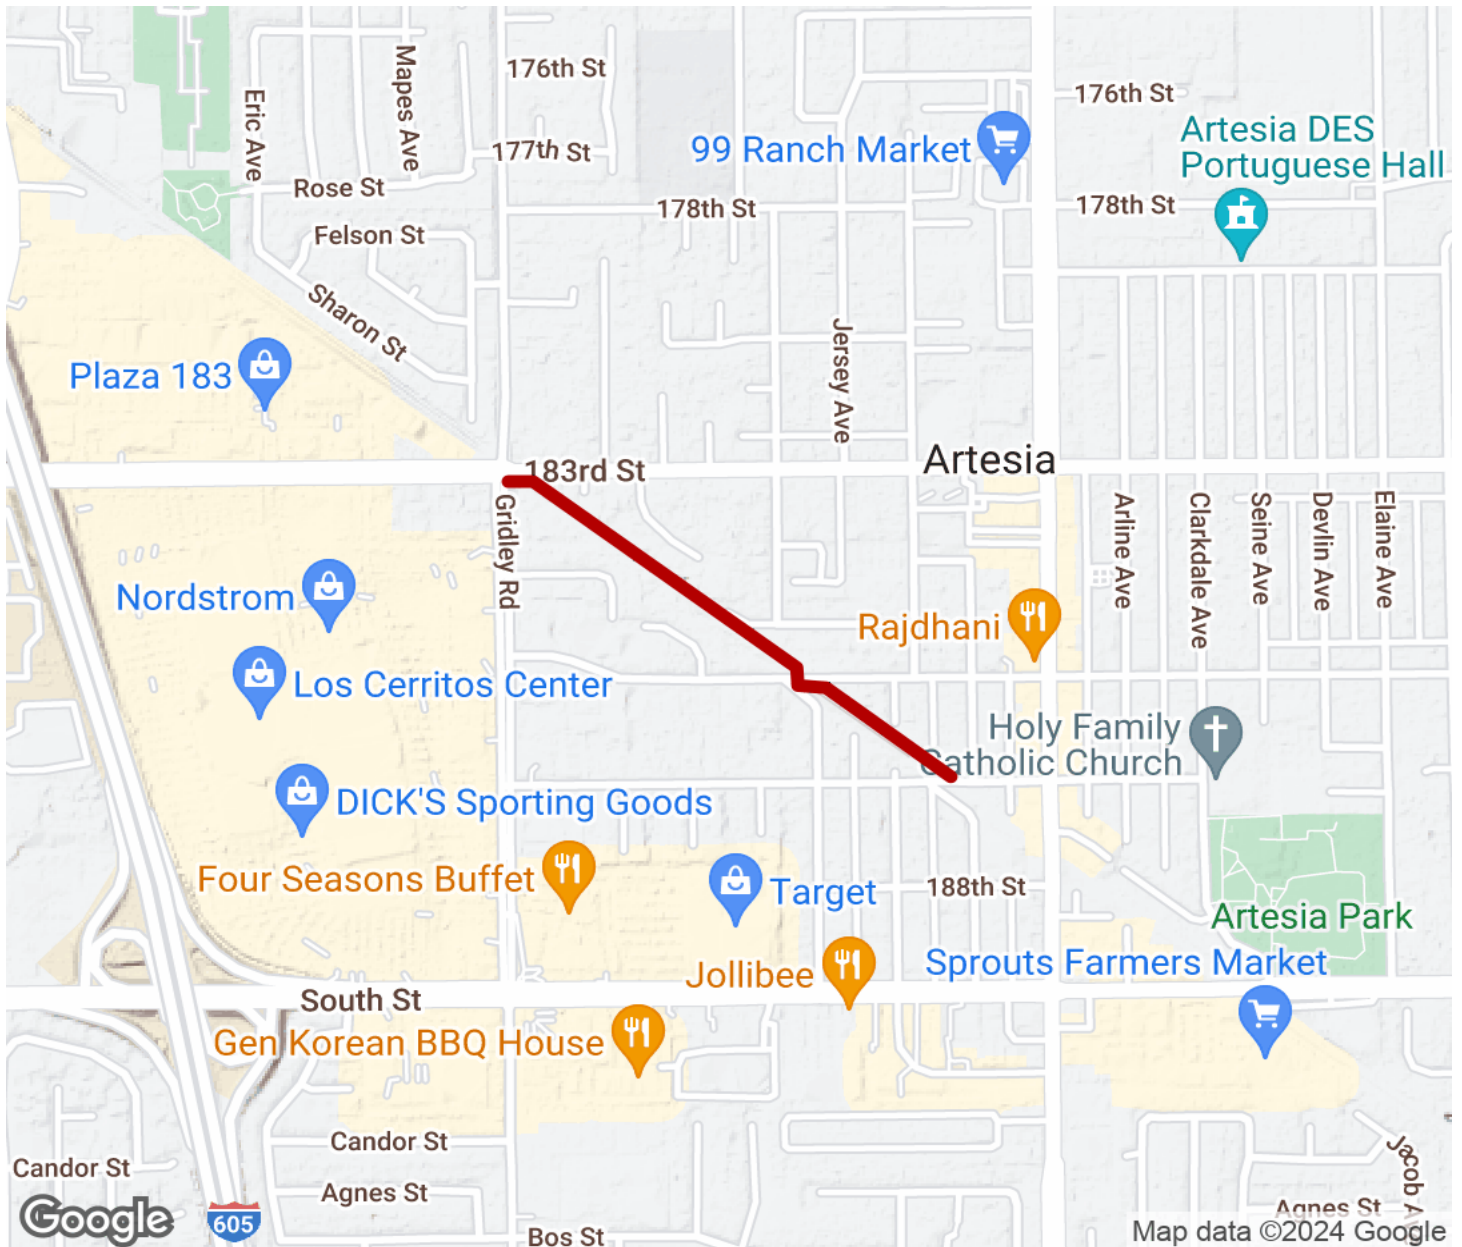 176th St
Mapes Ave
Eric Ave
176th St
Artesia DES
Portuguese Hall
99 Ranch Market
177th St
Rose St
178th St
178th St
Felson St
Sharon St
Jersey Ave
Plaza 183
183rd St
Artesia
Gridley Rd
Arline Ave
Clarkdale Ave
Seine Ave
Devlin Ave
Elaine Ave
Nordstrom
Rajdhani
Los Cerritos Center
Holy Family
Catholic Church
DICK'S Sporting Goods
Four Seasons Buffet
Target
188th St
Artesia Park
Jollibee
Sprouts Farmers Market
South St
Gen Korean BBQ House
Candor St
Candor St
Jacob A
Agnes St
Agnes St
Google
605
Bos St
Map data ©2024 Google